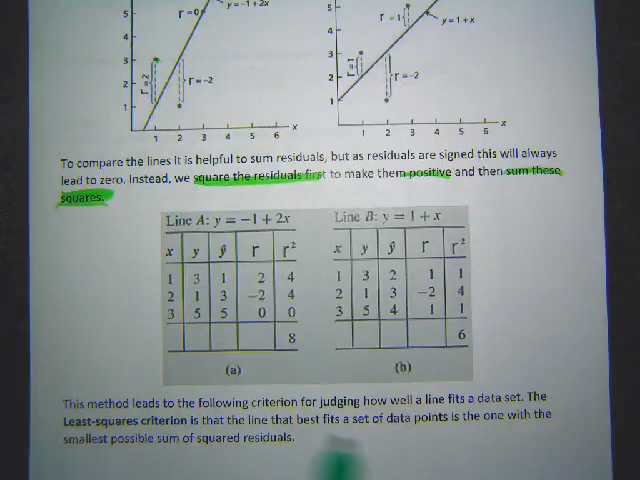 5 r=0 y=-1+2x 5 r=1 y=1+x
4 4
3 3
r=2 r=1
2 r=-2 2 r=-2
1 1
1 2 3 4 5 6 x 1 2 3 4 5 6 x
To compare the lines it is helpful to sum residuals, but as residuals are signed this will always
lead to zero. Instead, we square the residuals first to make them positive and then sum these
squares.
Line A: y = −1 + 2x Line B: y = 1 + x
x y ŷ r r² x y ŷ r r²
1 3 1 2 4 1 3 2 1 1
2 1 3 −2 4 2 1 3 −2 4
3 5 5 0 0 3 5 4 1 1
8 6
(a) (b)
This method leads to the following criterion for judging how well a line fits a data set. The
Least-squares criterion is that the line that best fits a set of data points is the one with the
smallest possible sum of squared residuals.